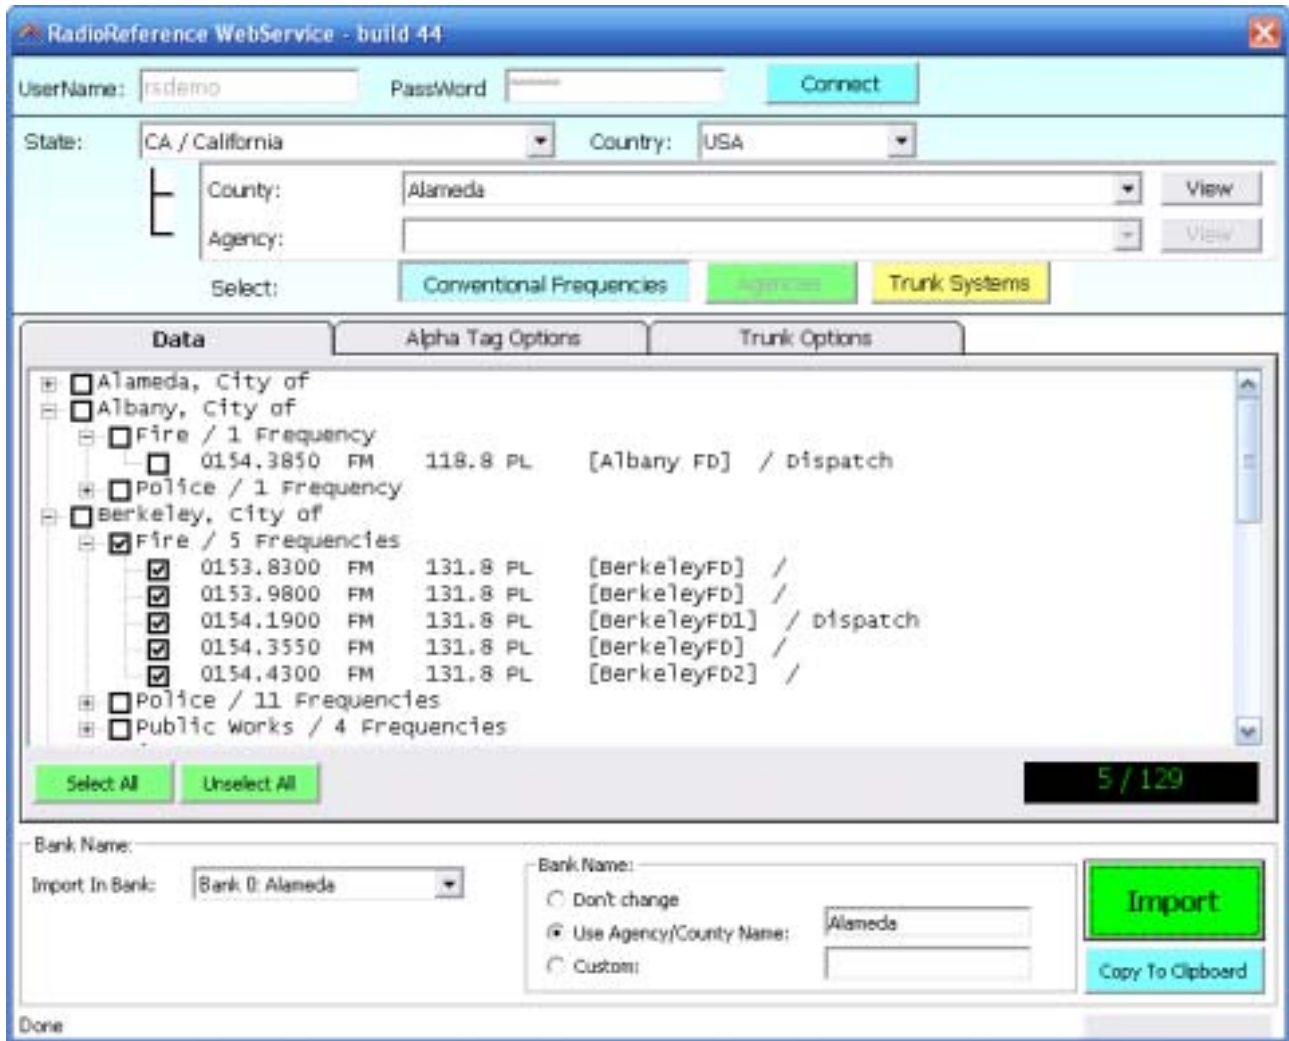 RadioReference WebService - build 44
UserName: rsdemo PassWord Connect
State: CA / California Country: USA
County: Alameda View
Agency: View
Select: Conventional Frequencies Agencies Trunk Systems
Data Alpha Tag Options Trunk Options
Alameda, City of
Albany, City of
Fire / 1 Frequency
0154.3850 FM 118.8 PL [Albany FD] / Dispatch
Police / 1 Frequency
Berkeley, City of
Fire / 5 Frequencies
0153.8300 FM 131.8 PL [BerkeleyFD] /
0153.9800 FM 131.8 PL [BerkeleyFD] /
0154.1900 FM 131.8 PL [BerkeleyFD1] / Dispatch
0154.3550 FM 131.8 PL [BerkeleyFD] /
0154.4300 FM 131.8 PL [BerkeleyFD2] /
Police / 11 Frequencies
Public Works / 4 Frequencies
Select All Unselect All 5 / 129
Bank Name:
Import In Bank: Bank 0: Alameda
Bank Name:
Don't change
Use Agency/County Name: Alameda
Custom:
Import
Copy To Clipboard
Done